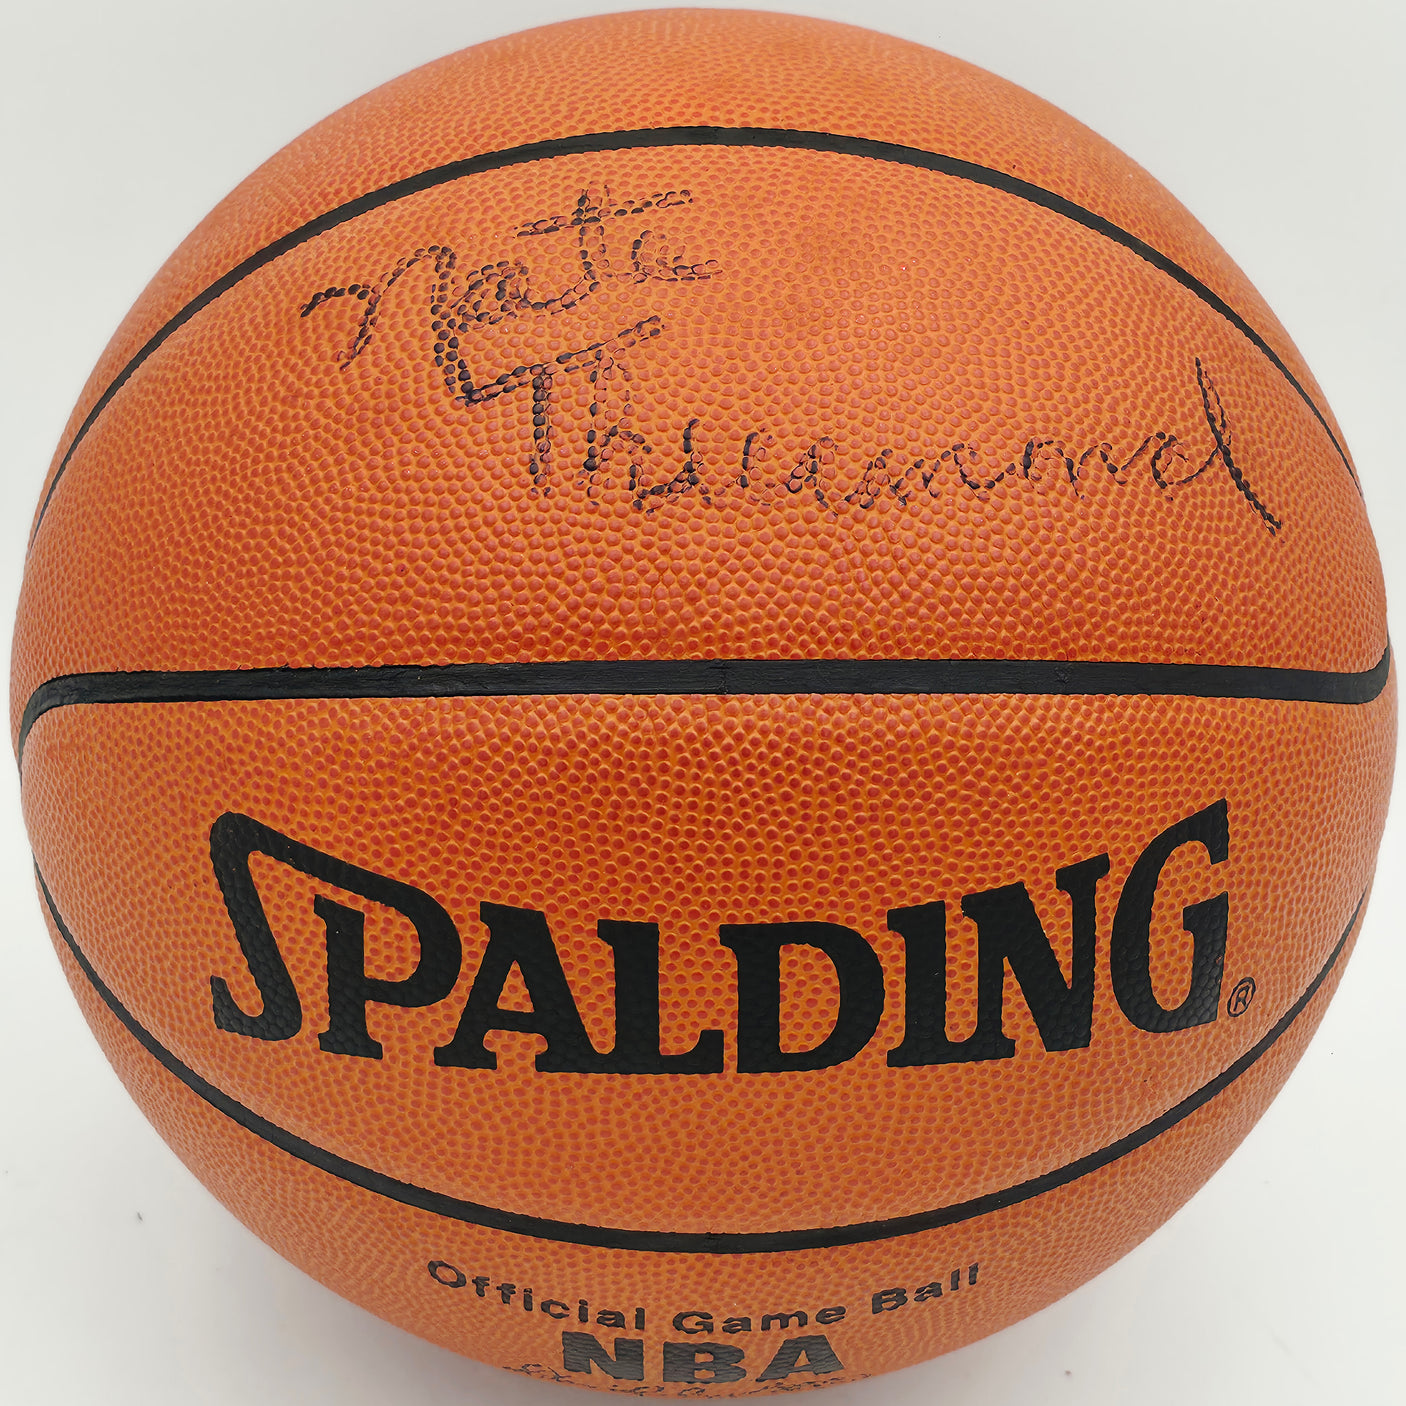 Nate
Thurmond
SPALDING®
Official Game Ball
NBA